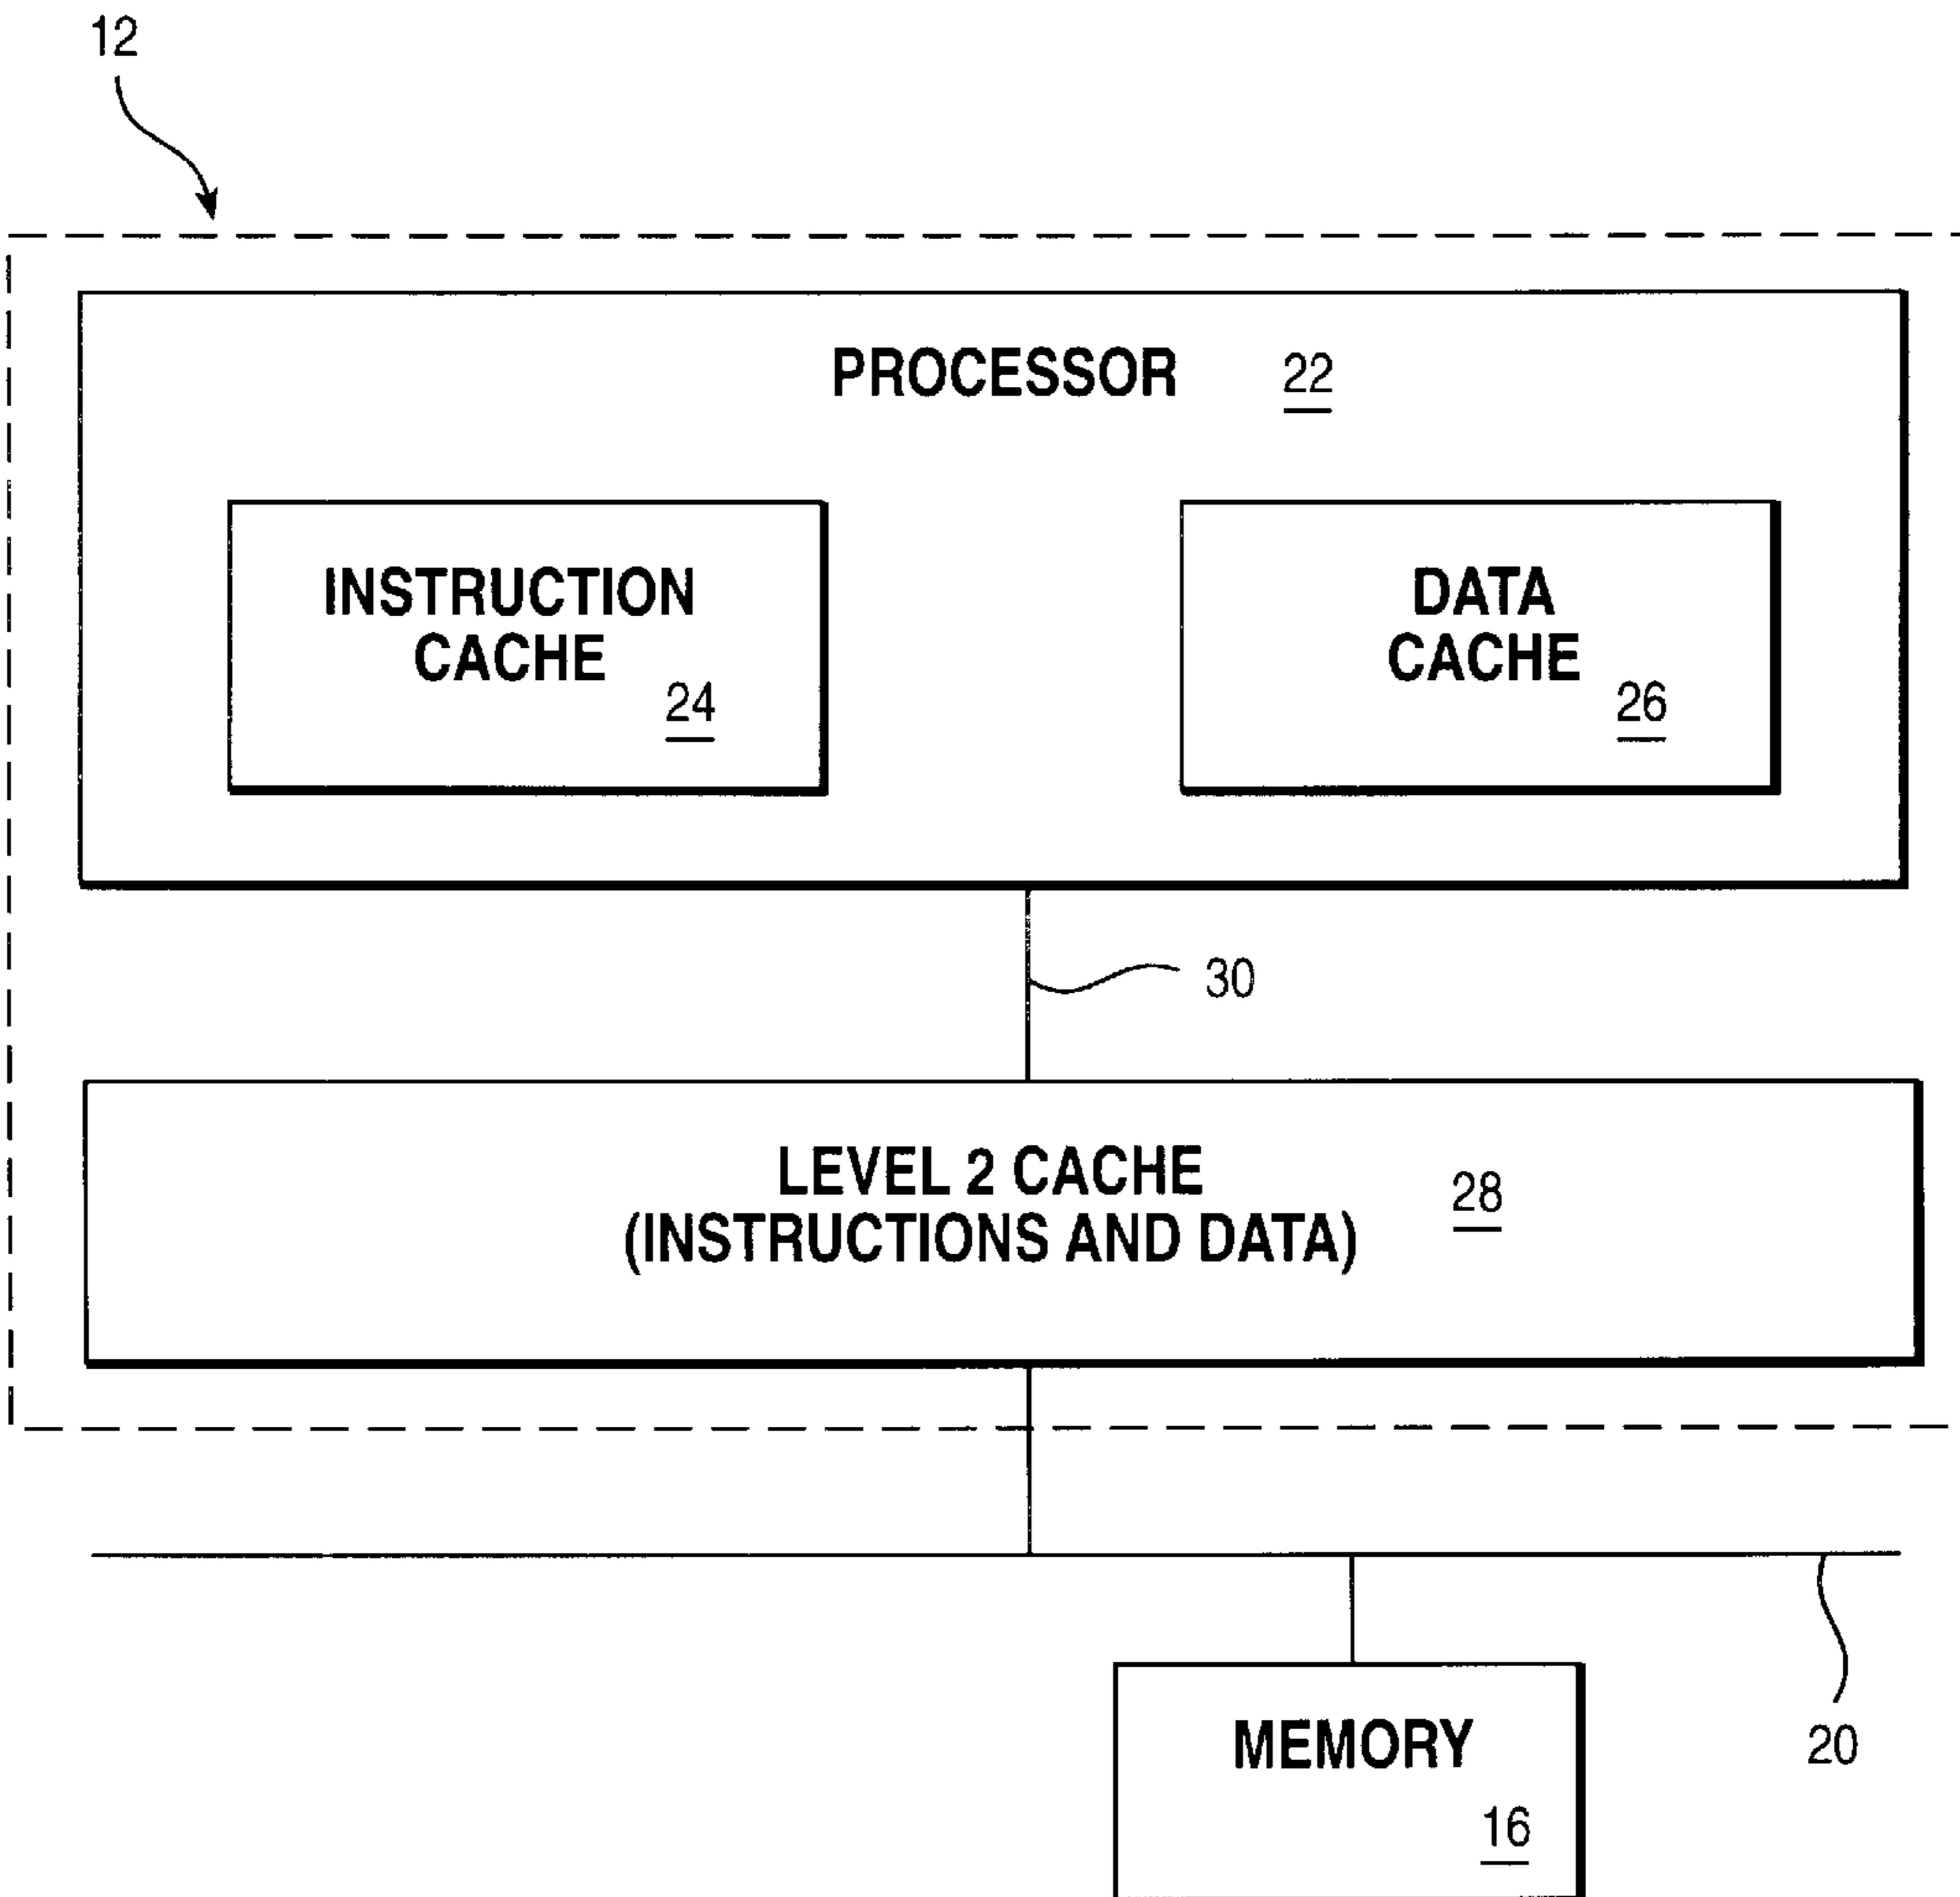 12
PROCESSOR 22
INSTRUCTION
CACHE
24
DATA
CACHE
26
30
LEVEL 2 CACHE
(INSTRUCTIONS AND DATA)
28
20
MEMORY
16